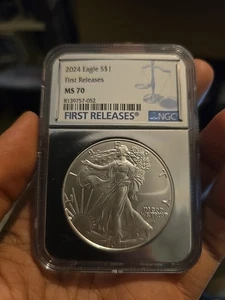 2024 Eagle S$1
First Releases
MS 70
8139757-052
FIRST RELEASES®
NGC